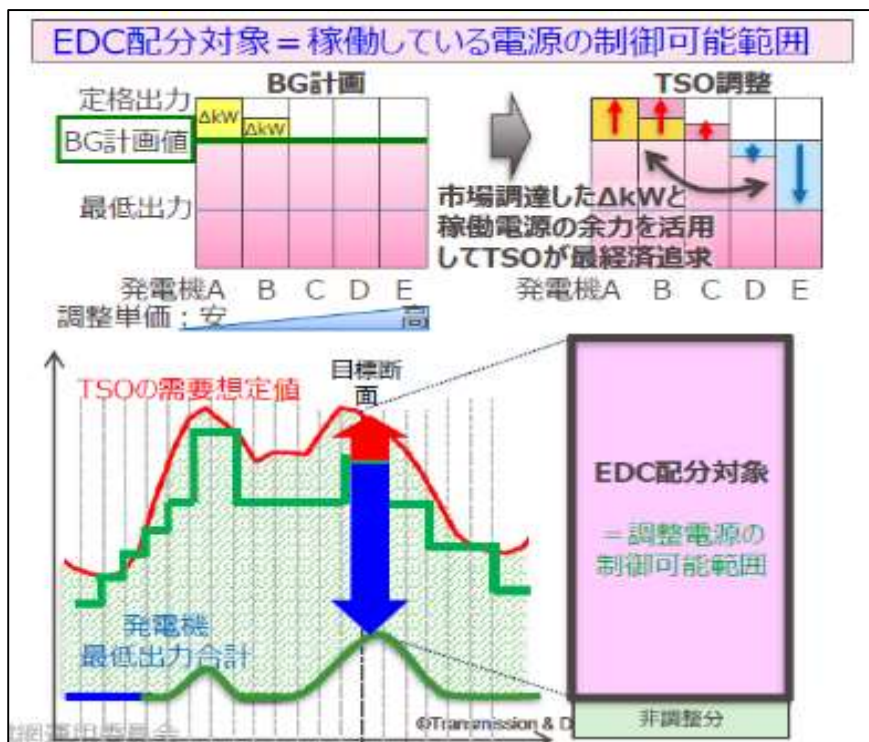 EDC配分対象＝稼働している電源の制御可能範囲
BG計画
TSO調整
定格出力
ΔkW
ΔkW
BG計画値
最低出力
市場調達したΔkWと
稼働電源の余力を活用
してTSOが最経済追求
発電機A B C D E
発電機A B C D E
調整単価；安
高
TSOの需要想定値
目標断
面
EDC配分対象
＝調整電源の
制御可能範囲
発電機
最低出力合計
非調整分
運用委員会
©Transmission & D